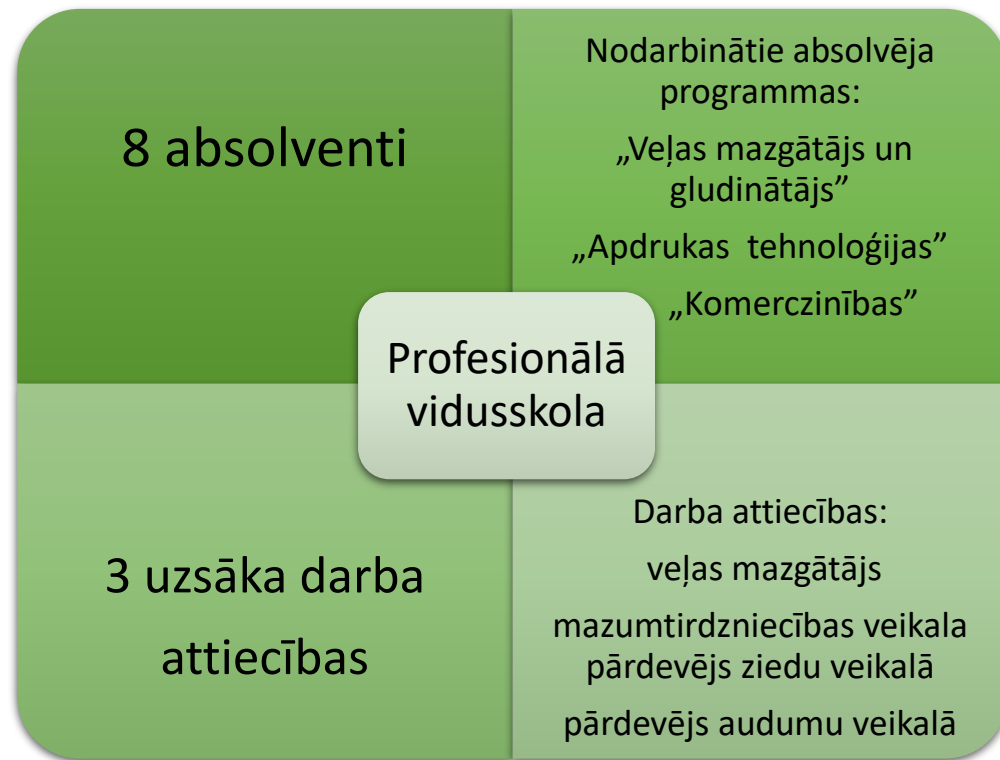 8 absolventi
Nodarbinātie absolvēja
programmas:
„Veļas mazgātājs un
gludinātājs”
„Apdrukas tehnoloģijas”
„Komerczinības”
Profesionālā
vidusskola
3 uzsāka darba
attiecības
Darba attiecības:
veļas mazgātājs
mazumtirdzniecības veikala
pārdevējs ziedu veikalā
pārdevējs audumu veikalā